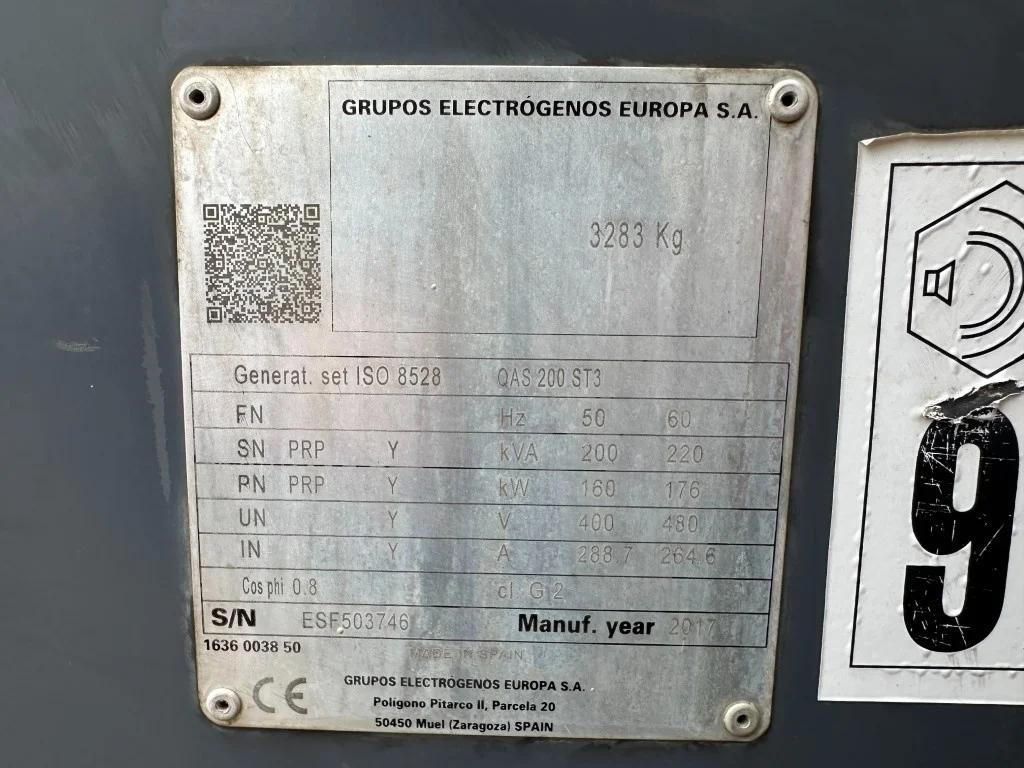 GRUPOS ELECTRÓGENOS EUROPA S.A.
3283 Kg
Generat. set ISO 8528 QAS 200 ST3
FN Hz 50 60
SN PRP Y kVA 200 220
PN PRP Y kW 160 176
UN Y V 400 480
IN Y A 288.7 264.6
Cos phi 0.8 cl. G 2
S/N ESF503746 Manuf. year 2017
1636 0038 50 MADE IN SPAIN
CE GRUPOS ELECTRÓGENOS EUROPA S.A.
Polígono Pitarco II, Parcela 20
50450 Muel (Zaragoza) SPAIN
9